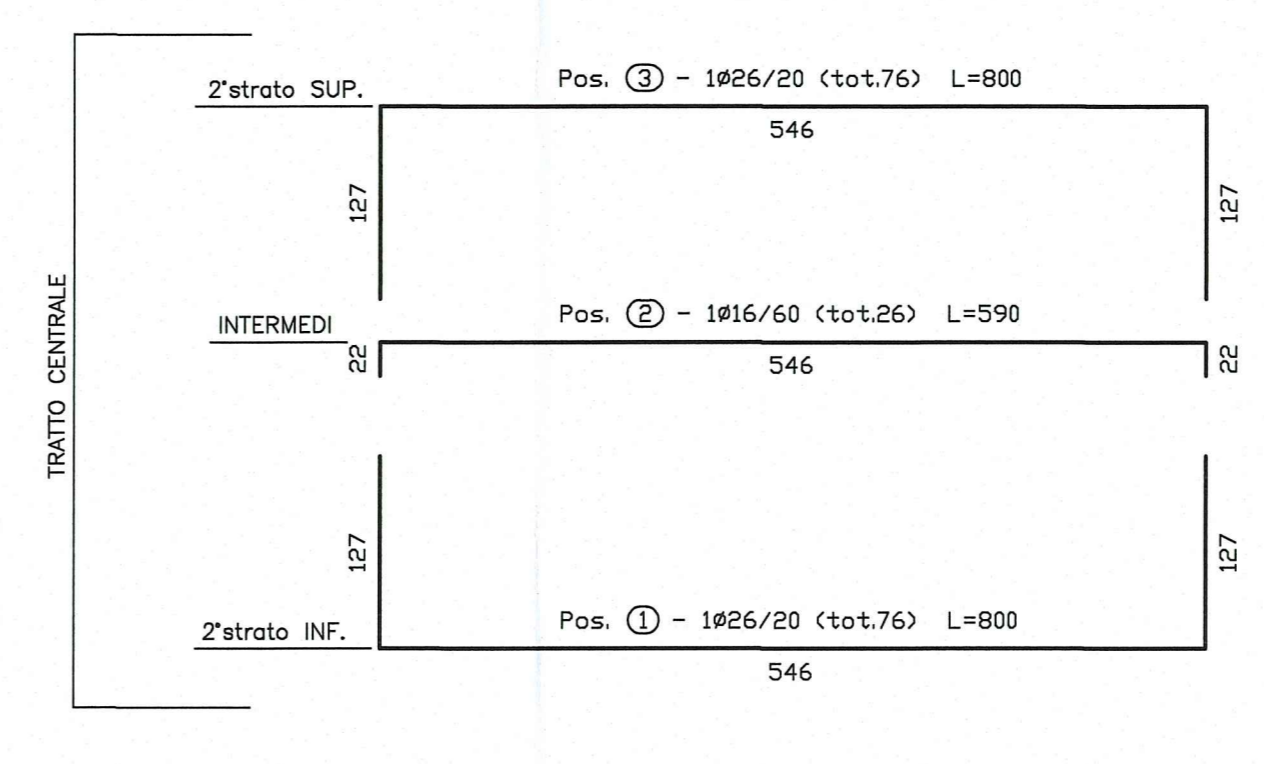 2°strato SUP.
Pos. 3 - 1Ø26/20 (tot.76) L=800
546
127
127
TRATTO CENTRALE
INTERMEDI
Pos. 2 - 1Ø16/60 (tot.26) L=590
22
546
22
127
127
2°strato INF.
Pos. 1 - 1Ø26/20 (tot.76) L=800
546